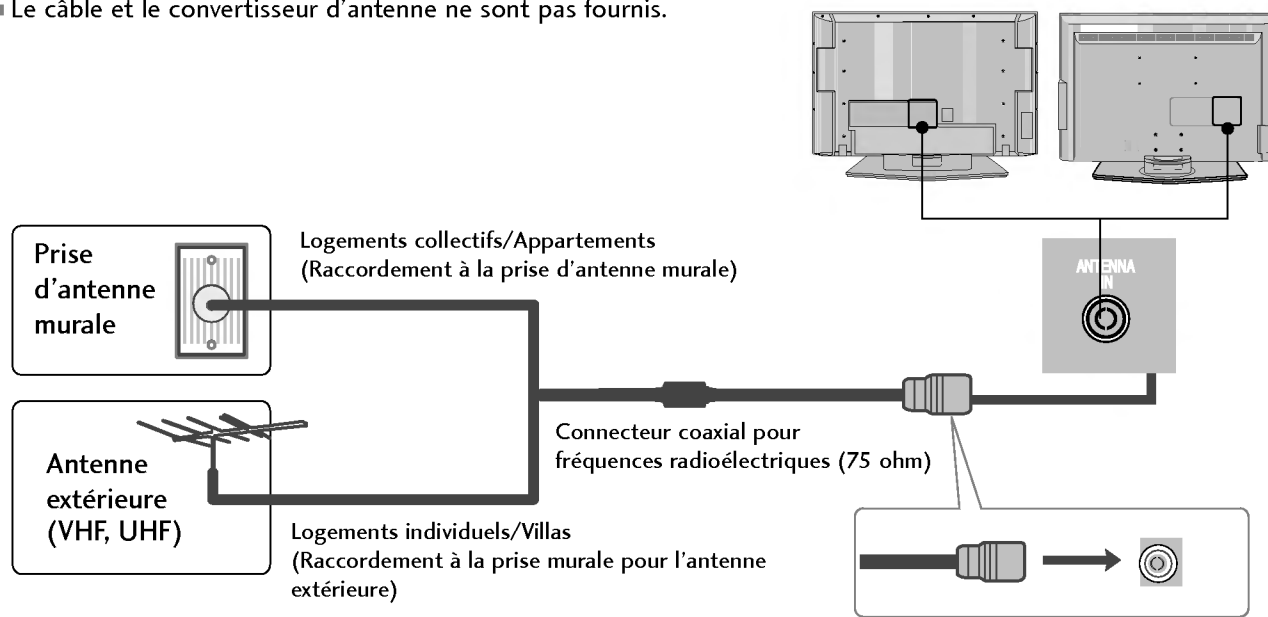 Le câble et le convertisseur d'antenne ne sont pas fournis.
Prise
d'antenne
murale
Logements collectifs/Appartements
(Raccordement à la prise d'antenne murale)
ANTENNA
IN
Antenne
extérieure
(VHF, UHF)
Connecteur coaxial pour
fréquences radioélectriques (75 ohm)
Logements individuels/Villas
(Raccordement à la prise murale pour l'antenne
extérieure)